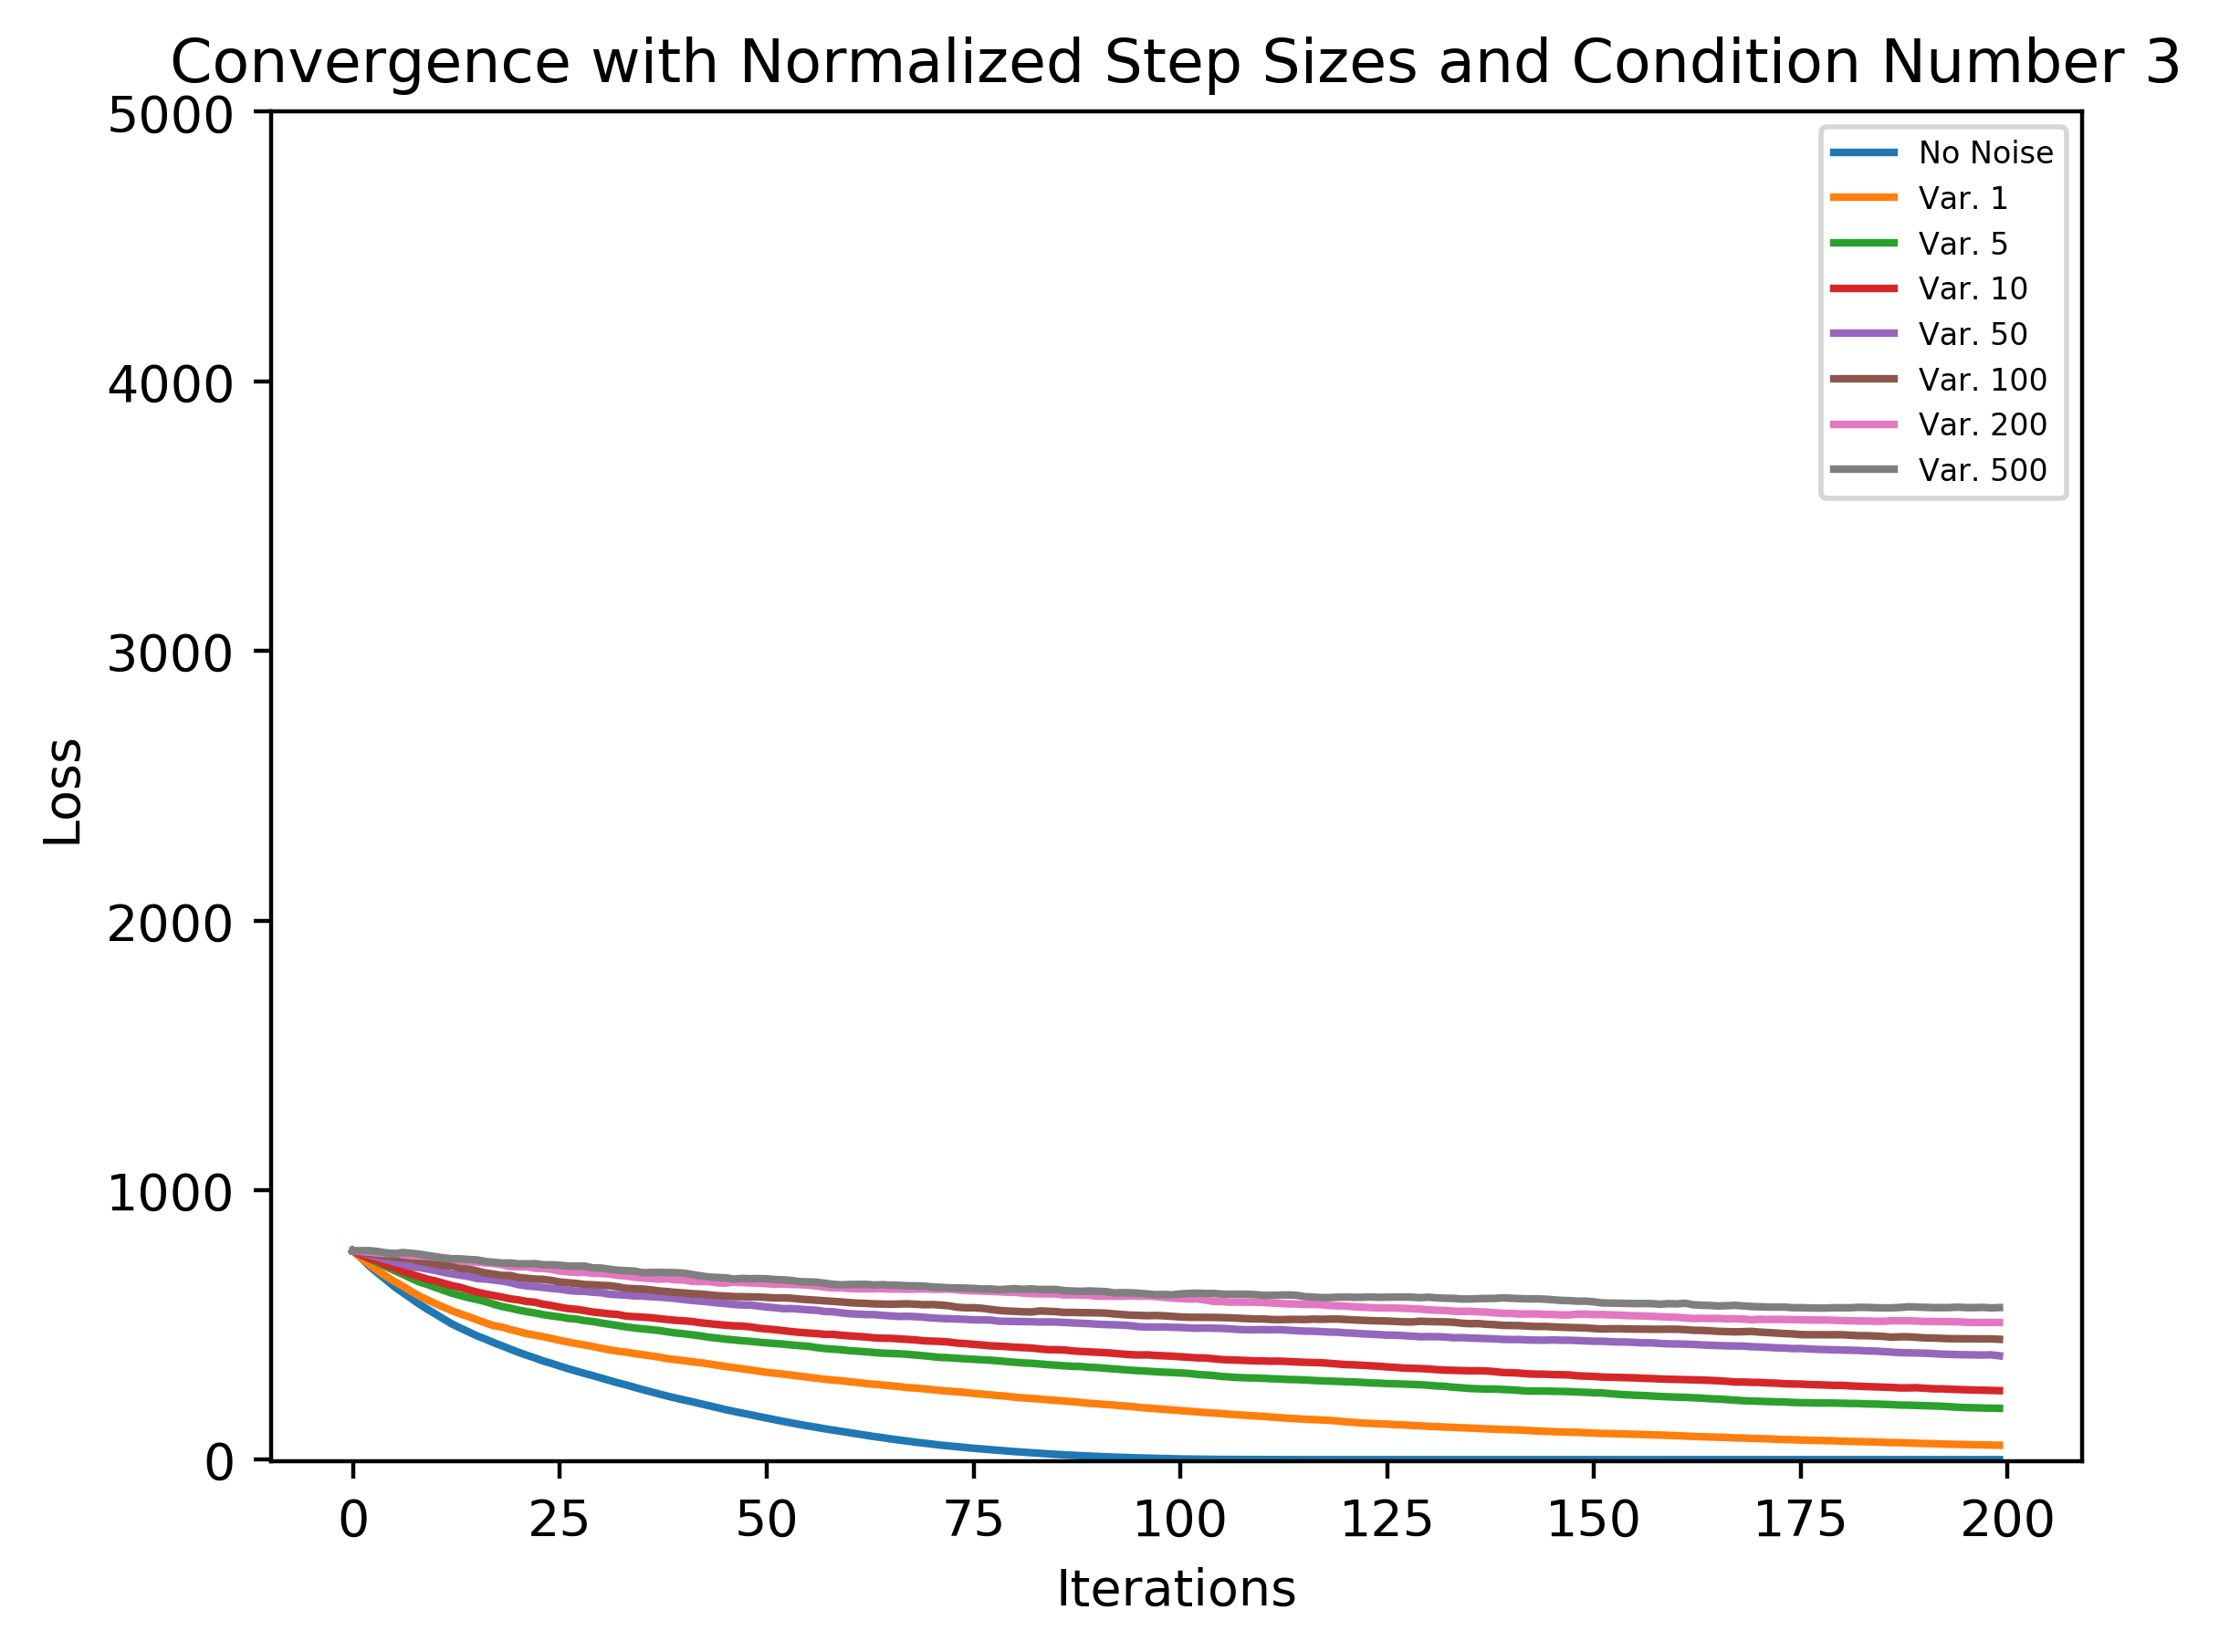 Convergence with Normalized Step Sizes and Condition Number 3
5000
4000
3000
2000
1000
0
Loss
No Noise
Var. 1
Var. 5
Var. 10
Var. 50
Var. 100
Var. 200
Var. 500
0 25 50 75 100 125 150 175 200
Iterations